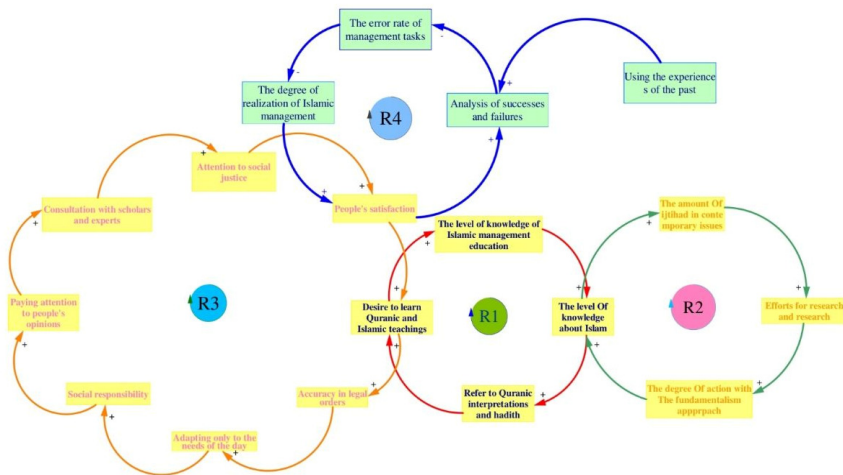 The error rate of
management tasks
Using the experience
s of the past
The degree of
realization of Islamic
management
Analysis of successes
and failures
R4
Attention to social
justice
People's satisfaction
Consultation with scholars
and experts
The level of knowledge of
Islamic management
education
The amount Of
ijtihad in conte
mporary issues
Paying attention
to people's
opinions
R3
Desire to learn
Quranic and
Islamic teachings
R1
The level Of
knowledge
about Islam
R2
Efforts for research
and research
Social responsibility
Accuracy in legal
orders
Refer to Quranic
interpretations
and hadith
The degree Of action with
The fundamentalism
appprpach
Adapting only to the
needs of the day